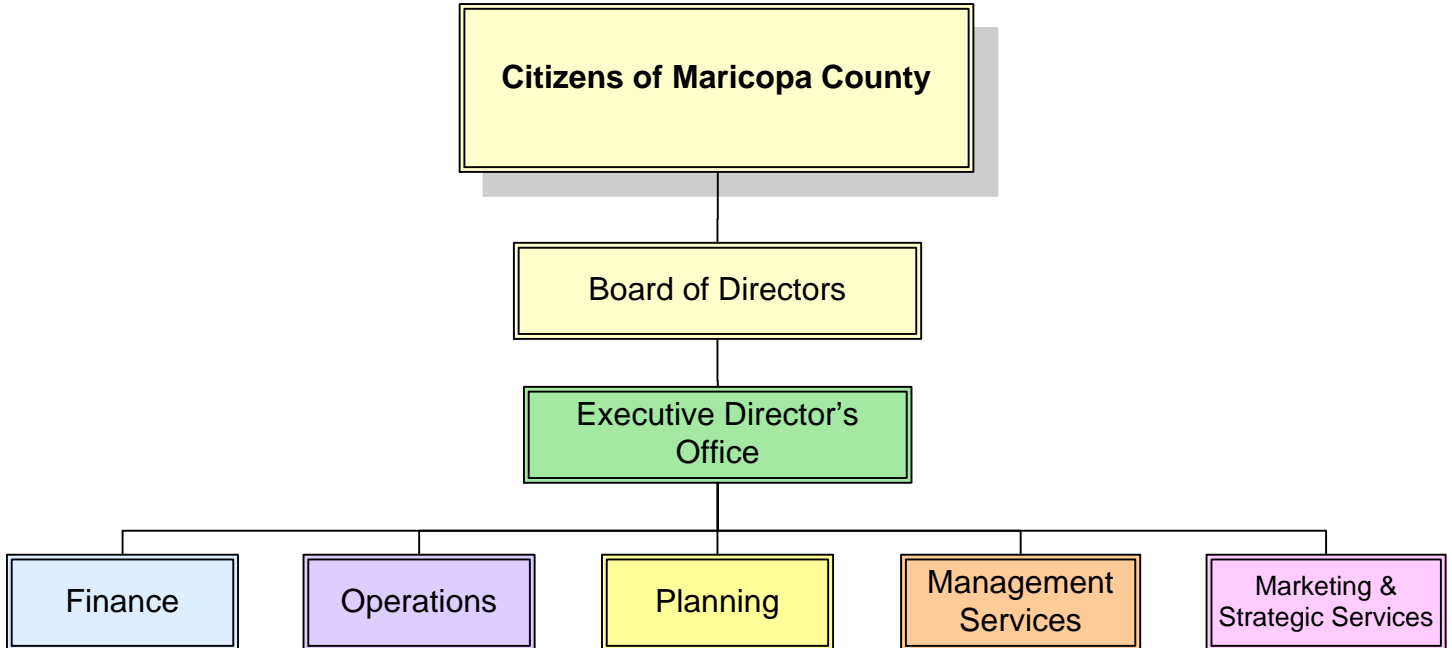 Citizens of Maricopa County
Board of Directors
Executive Director’s
Office
Finance
Operations
Planning
Management
Services
Marketing &
Strategic Services